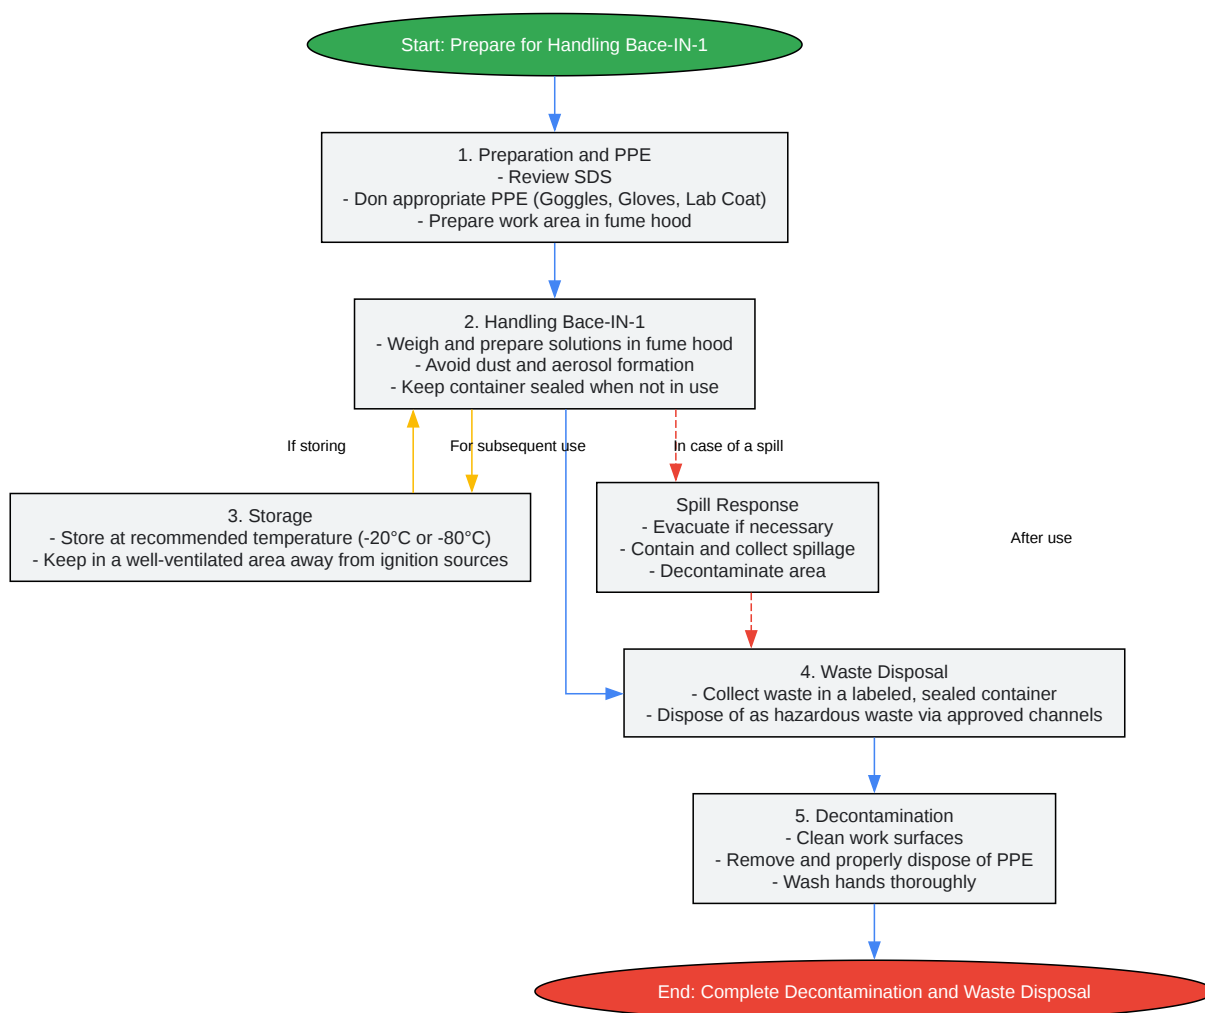 Start: Prepare for Handling Bace-IN-1
1. Preparation and PPE
- Review SDS
- Don appropriate PPE (Goggles, Gloves, Lab Coat)
- Prepare work area in fume hood
2. Handling Bace-IN-1
- Weigh and prepare solutions in fume hood
- Avoid dust and aerosol formation
- Keep container sealed when not in use
If storing
For subsequent use
In case of a spill
3. Storage
- Store at recommended temperature (-20°C or -80°C)
- Keep in a well-ventilated area away from ignition sources
Spill Response
- Evacuate if necessary
- Contain and collect spillage
- Decontaminate area
After use
4. Waste Disposal
- Collect waste in a labeled, sealed container
- Dispose of as hazardous waste via approved channels
5. Decontamination
- Clean work surfaces
- Remove and properly dispose of PPE
- Wash hands thoroughly
End: Complete Decontamination and Waste Disposal